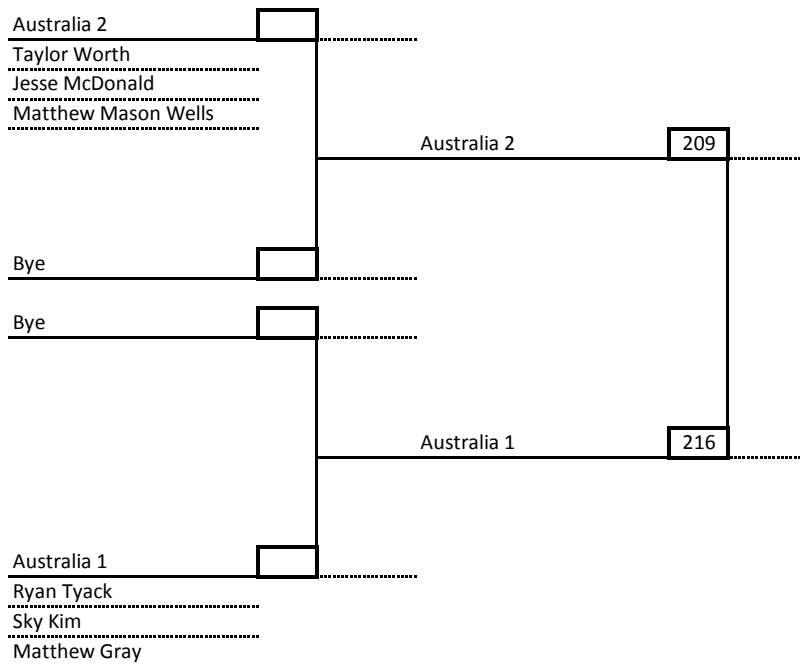 Australia 2
Taylor Worth
Jesse McDonald
Matthew Mason Wells
Australia 2 209
Bye
Bye
Australia 1 216
Australia 1
Ryan Tyack
Sky Kim
Matthew Gray